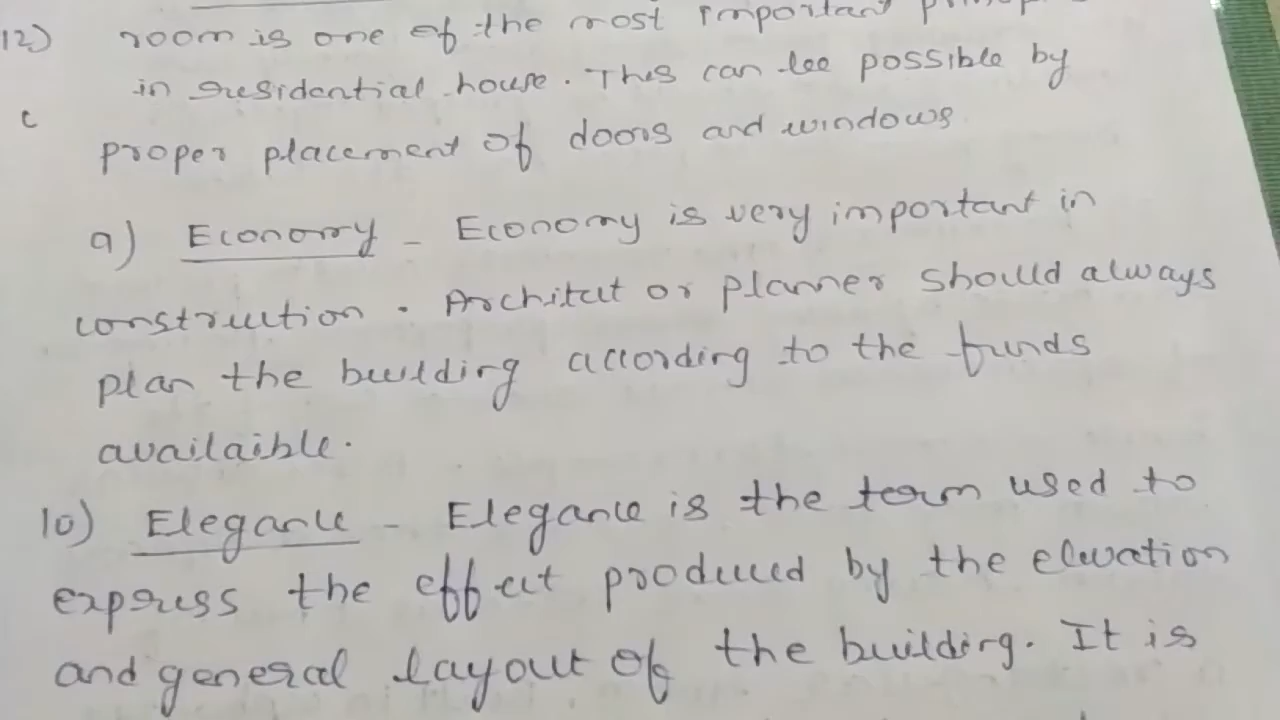 12) room is one of the most important
in residential house. This can be possible by
c
proper placement of doors and windows
9) Economy - Economy is very important in
construction. Architect or planner should always
plan the building according to the funds
availaible.
10) Elegance - Elegance is the term used to
express the effect produced by the elevation
and general layout of the building. It is